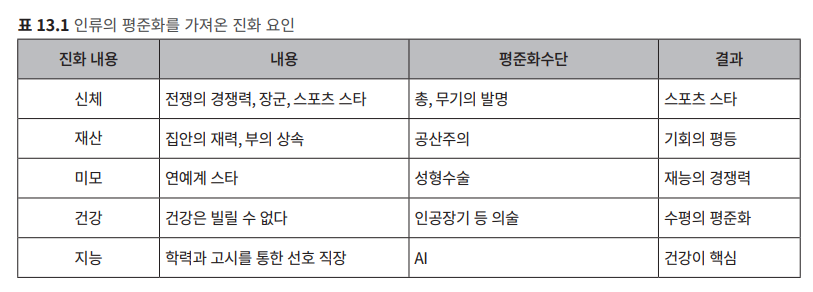 표 13.1 인류의 평준화를 가져온 진화 요인
진화 내용 내용 평준화수단 결과
신체 전쟁의 경쟁력, 장군, 스포츠 스타 총, 무기의 발명 스포츠 스타
재산 집안의 재력, 부의 상속 공산주의 기회의 평등
미모 연예계 스타 성형수술 재능의 경쟁력
건강 건강은 빌릴 수 없다 인공장기 등 의술 수평의 평준화
지능 학력과 고시를 통한 선호 직장 AI 건강이 핵심